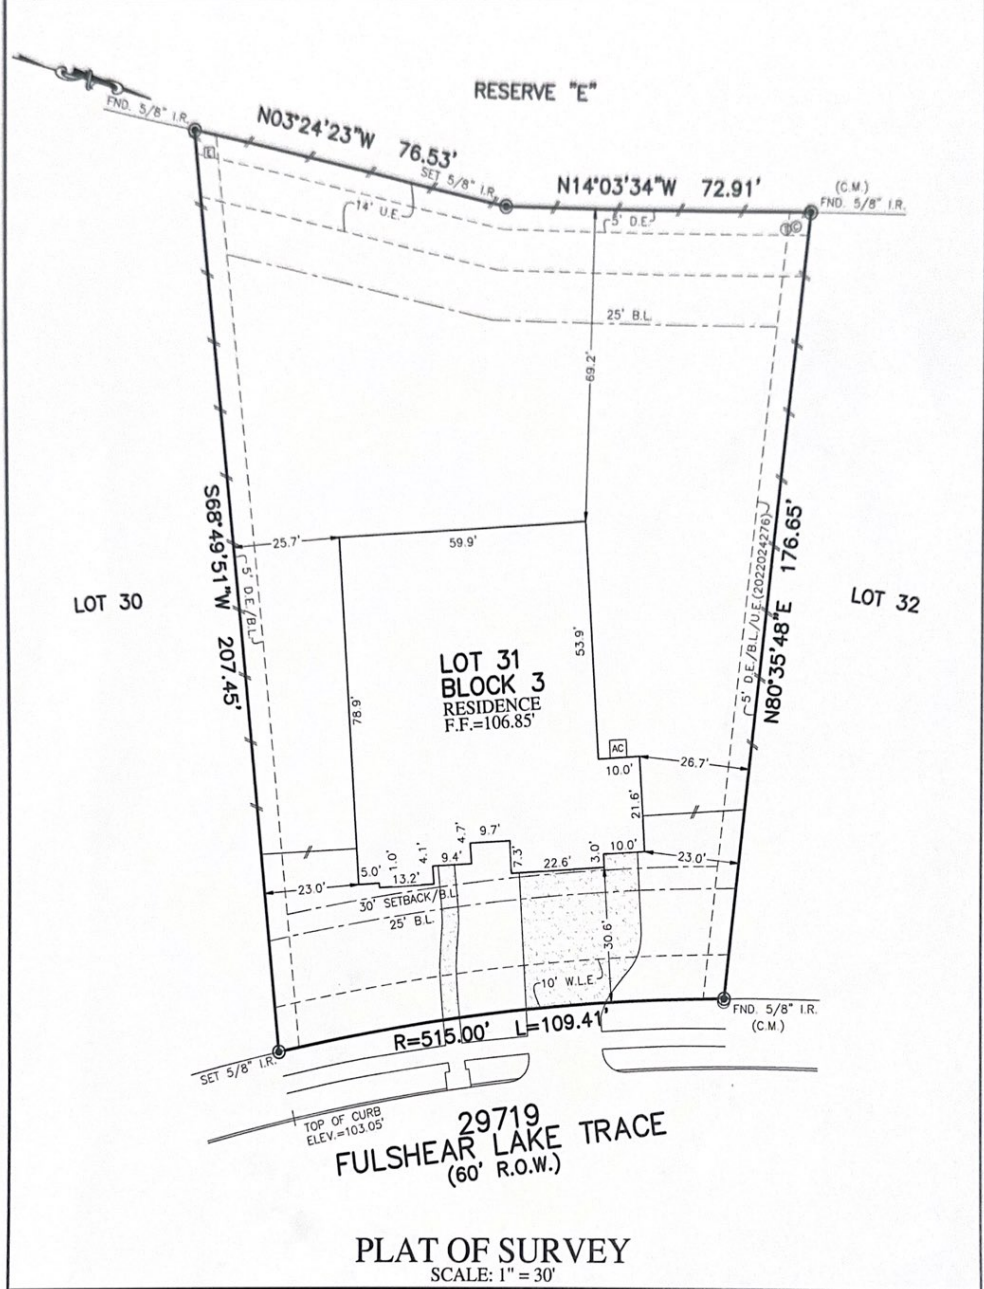 RESERVE "E"
FND. 5/8" I.R.
N03°24'23"W 76.53'
SET 5/8" I.R.
N14°03'34"W 72.91'
(C.M.)
FND. 5/8" I.R.
E
14' U.E.
5' D.E.
25' B.L.
69.2'
S68°49'51"W 207.45'
25.7'
59.9'
5' D.E./B.L.
5' D.E./B.L./U.E.(2022024276)
N80°35'48"E 176.65'
LOT 30
LOT 32
53.9'
78.9'
LOT 31
BLOCK 3
RESIDENCE
F.F.=106.85'
AC
10.0'
26.7'
21.6'
9.7'
4.7'
4.1'
9.4'
7.3'
22.6'
3.0'
10.0'
23.0'
5.0'
1.0'
13.2'
23.0'
30' SETBACK/B.L.
25' B.L.
30.6'
10' W.L.E.
R=515.00' L=109.41'
FND. 5/8" I.R.
(C.M.)
SET 5/8" I.R.
TOP OF CURB
ELEV.=103.05'
29719
FULSHEAR LAKE TRACE
(60' R.O.W.)
PLAT OF SURVEY
SCALE: 1" = 30'